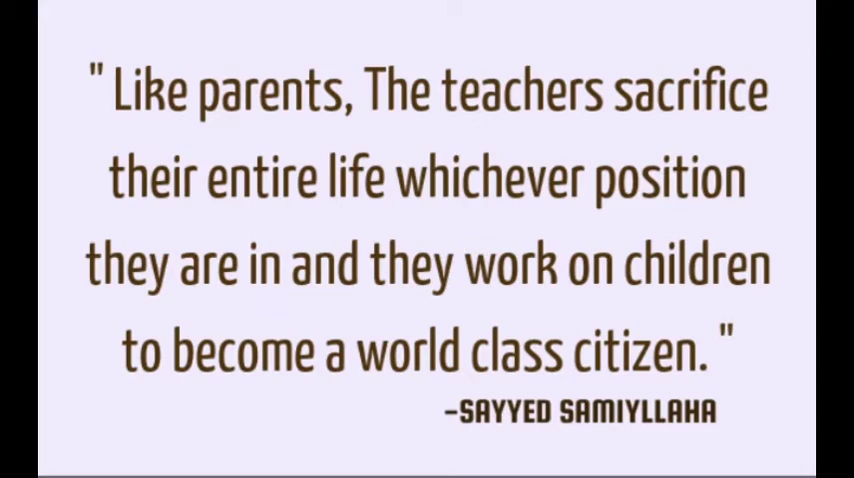 " Like parents, The teachers sacrifice
their entire life whichever position
they are in and they work on children
to become a world class citizen. "
-SAYYED SAMIYLLAHA